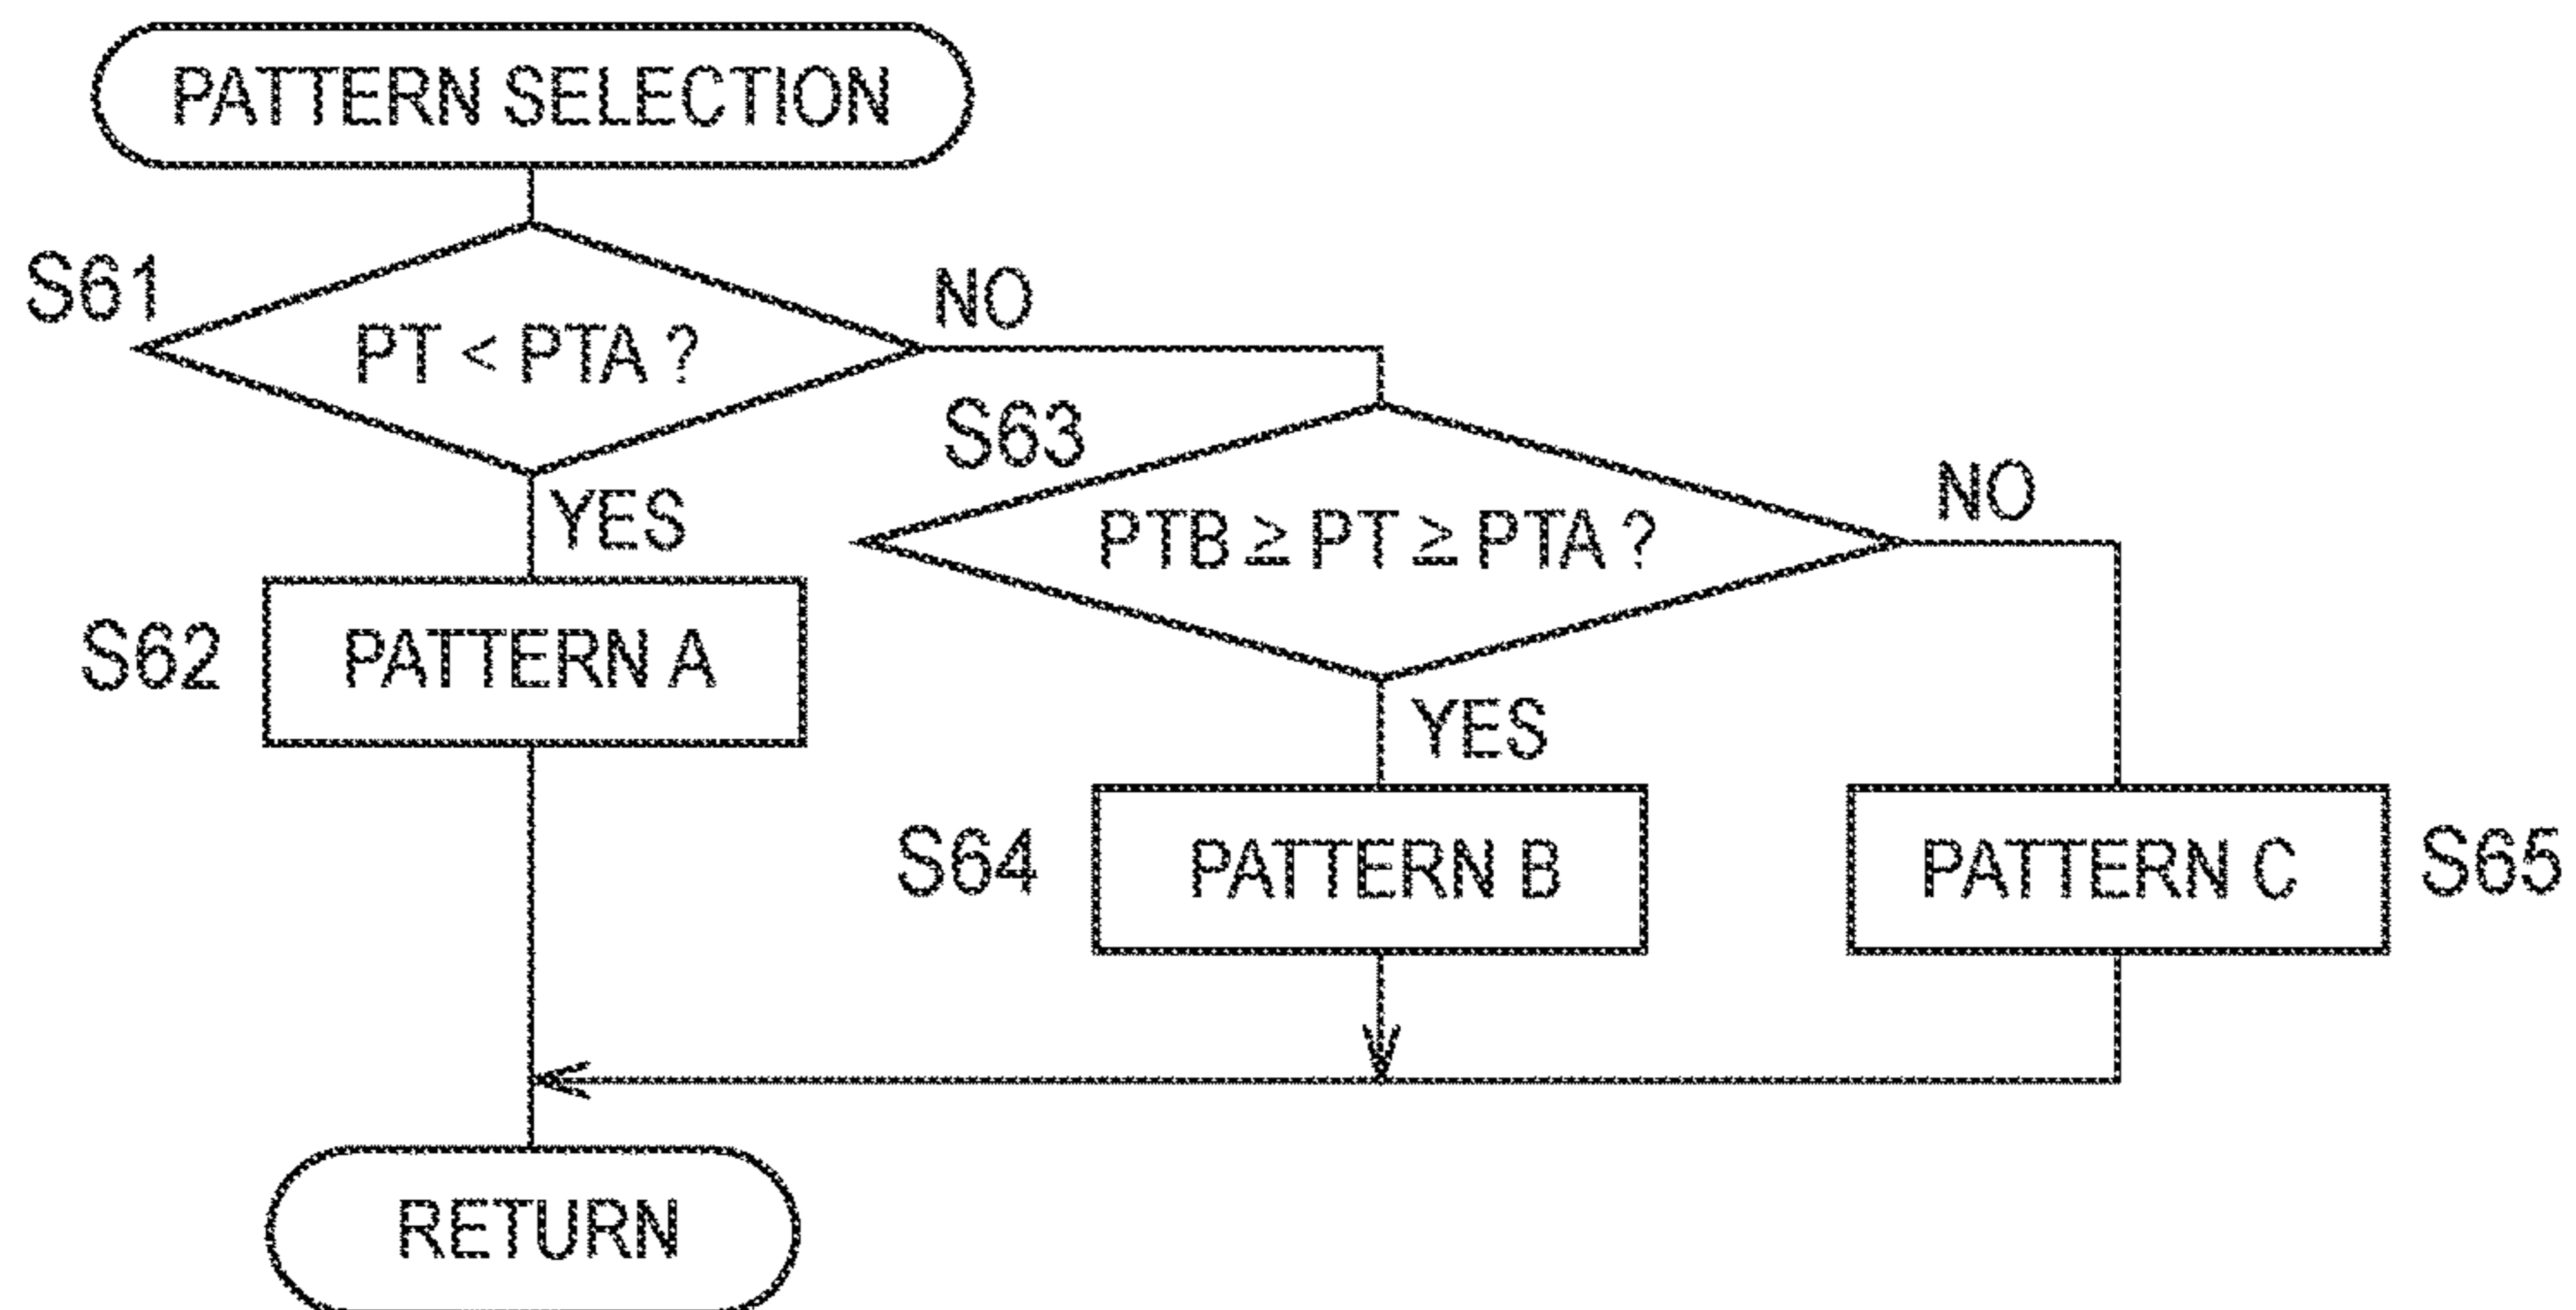 PATTERN SELECTION
S61
PT < PTA ?
NO
YES
S62
PATTERN A
S63
PTB ≧ PT ≧ PTA ?
NO
YES
S64
PATTERN B
PATTERN C
S65
RETURN